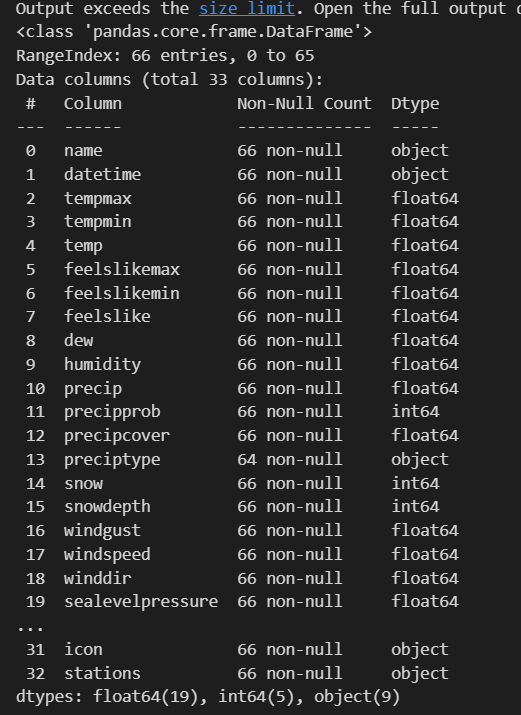 Output exceeds the size limit. Open the full output
<class 'pandas.core.frame.DataFrame'>
RangeIndex: 66 entries, 0 to 65
Data columns (total 33 columns):
 #   Column            Non-Null Count  Dtype
---  ------            --------------  -----
 0   name              66 non-null     object
 1   datetime          66 non-null     object
 2   tempmax           66 non-null     float64
 3   tempmin           66 non-null     float64
 4   temp              66 non-null     float64
 5   feelslikemax      66 non-null     float64
 6   feelslikemin      66 non-null     float64
 7   feelslike         66 non-null     float64
 8   dew               66 non-null     float64
 9   humidity          66 non-null     float64
 10  precip            66 non-null     float64
 11  precipprob        66 non-null     int64
 12  precipcover       66 non-null     float64
 13  preciptype        64 non-null     object
 14  snow              66 non-null     int64
 15  snowdepth         66 non-null     int64
 16  windgust          66 non-null     float64
 17  windspeed         66 non-null     float64
 18  winddir           66 non-null     float64
 19  sealevelpressure  66 non-null     float64
...
 31  icon              66 non-null     object
 32  stations          66 non-null     object
dtypes: float64(19), int64(5), object(9)